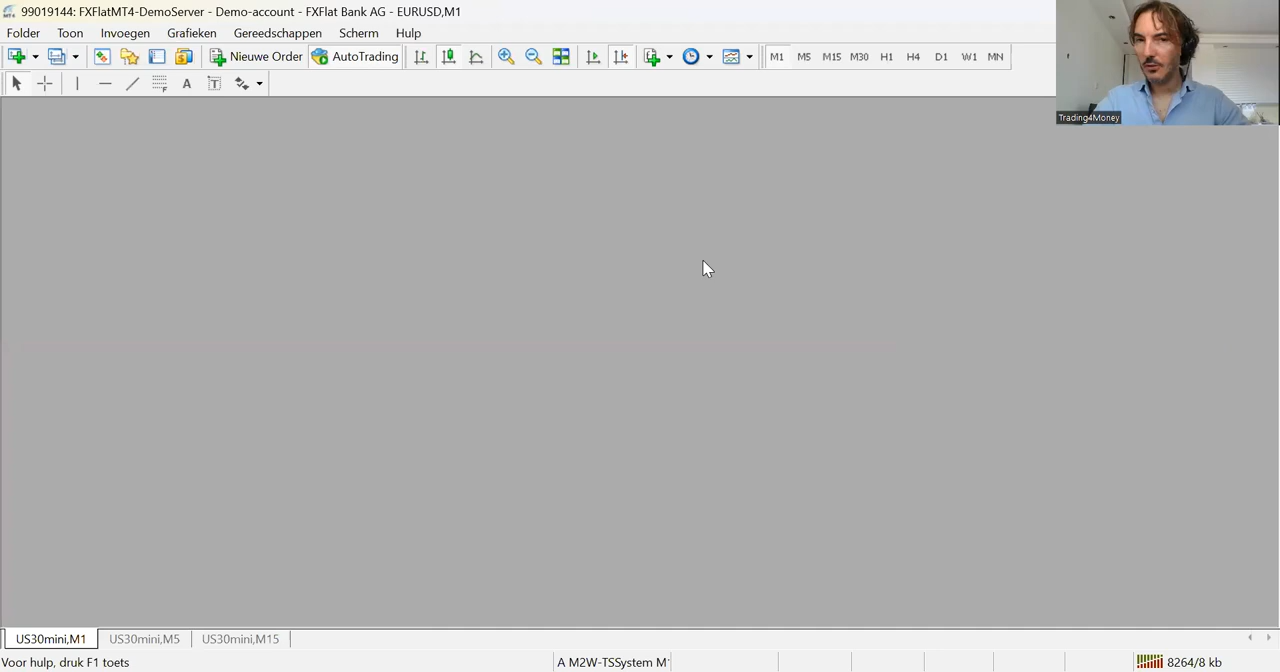 99019144: FXFlatMT4-DemoServer - Demo-account - FXFlat Bank AG - EURUSD,M1
Folder Toon Invoegen Grafieken Gereedschappen Scherm Help
Nieuwe Order AutoTrading M1 M5 M15 M30 H1 H4 D1 W1 MN
A T
Trading4Money
US30mini,M1 US30mini,M5 US30mini,M15
Voor hulp, druk F1 toets A M2W-TSSystem M 8264/8 kb